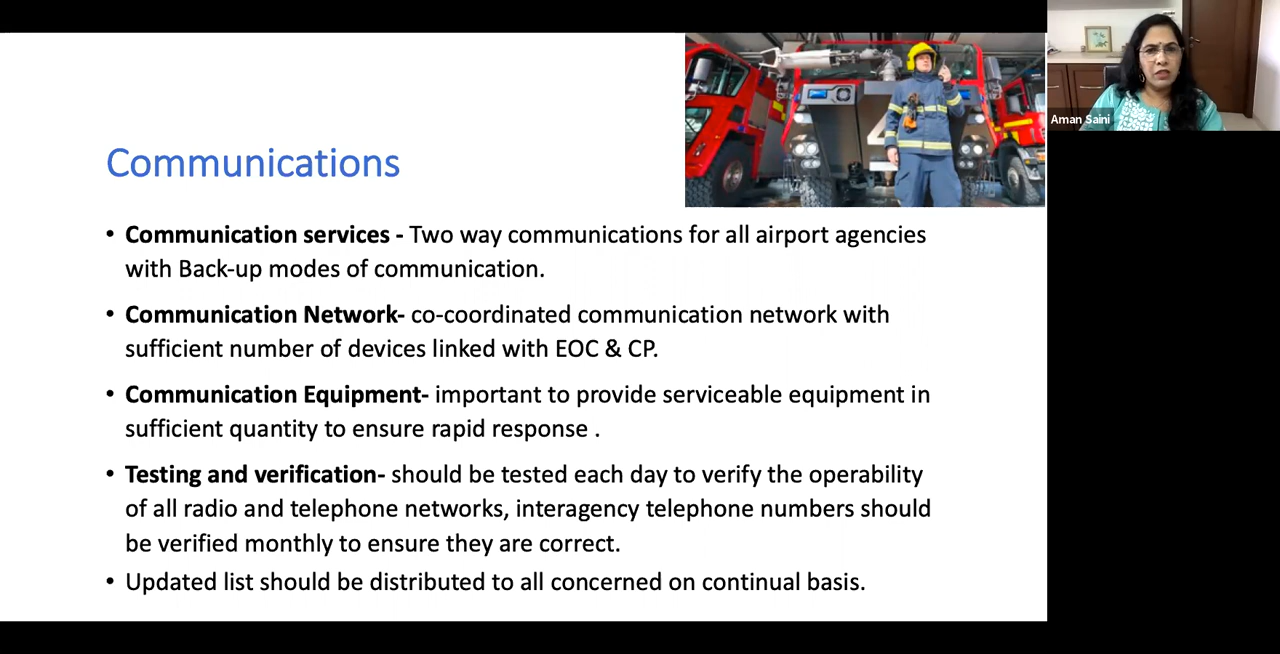 Aman Saini
Communications
• Communication services - Two way communications for all airport agencies
with Back-up modes of communication.
• Communication Network- co-coordinated communication network with
sufficient number of devices linked with EOC & CP.
• Communication Equipment- important to provide serviceable equipment in
sufficient quantity to ensure rapid response .
• Testing and verification- should be tested each day to verify the operability
of all radio and telephone networks, interagency telephone numbers should
be verified monthly to ensure they are correct.
• Updated list should be distributed to all concerned on continual basis.